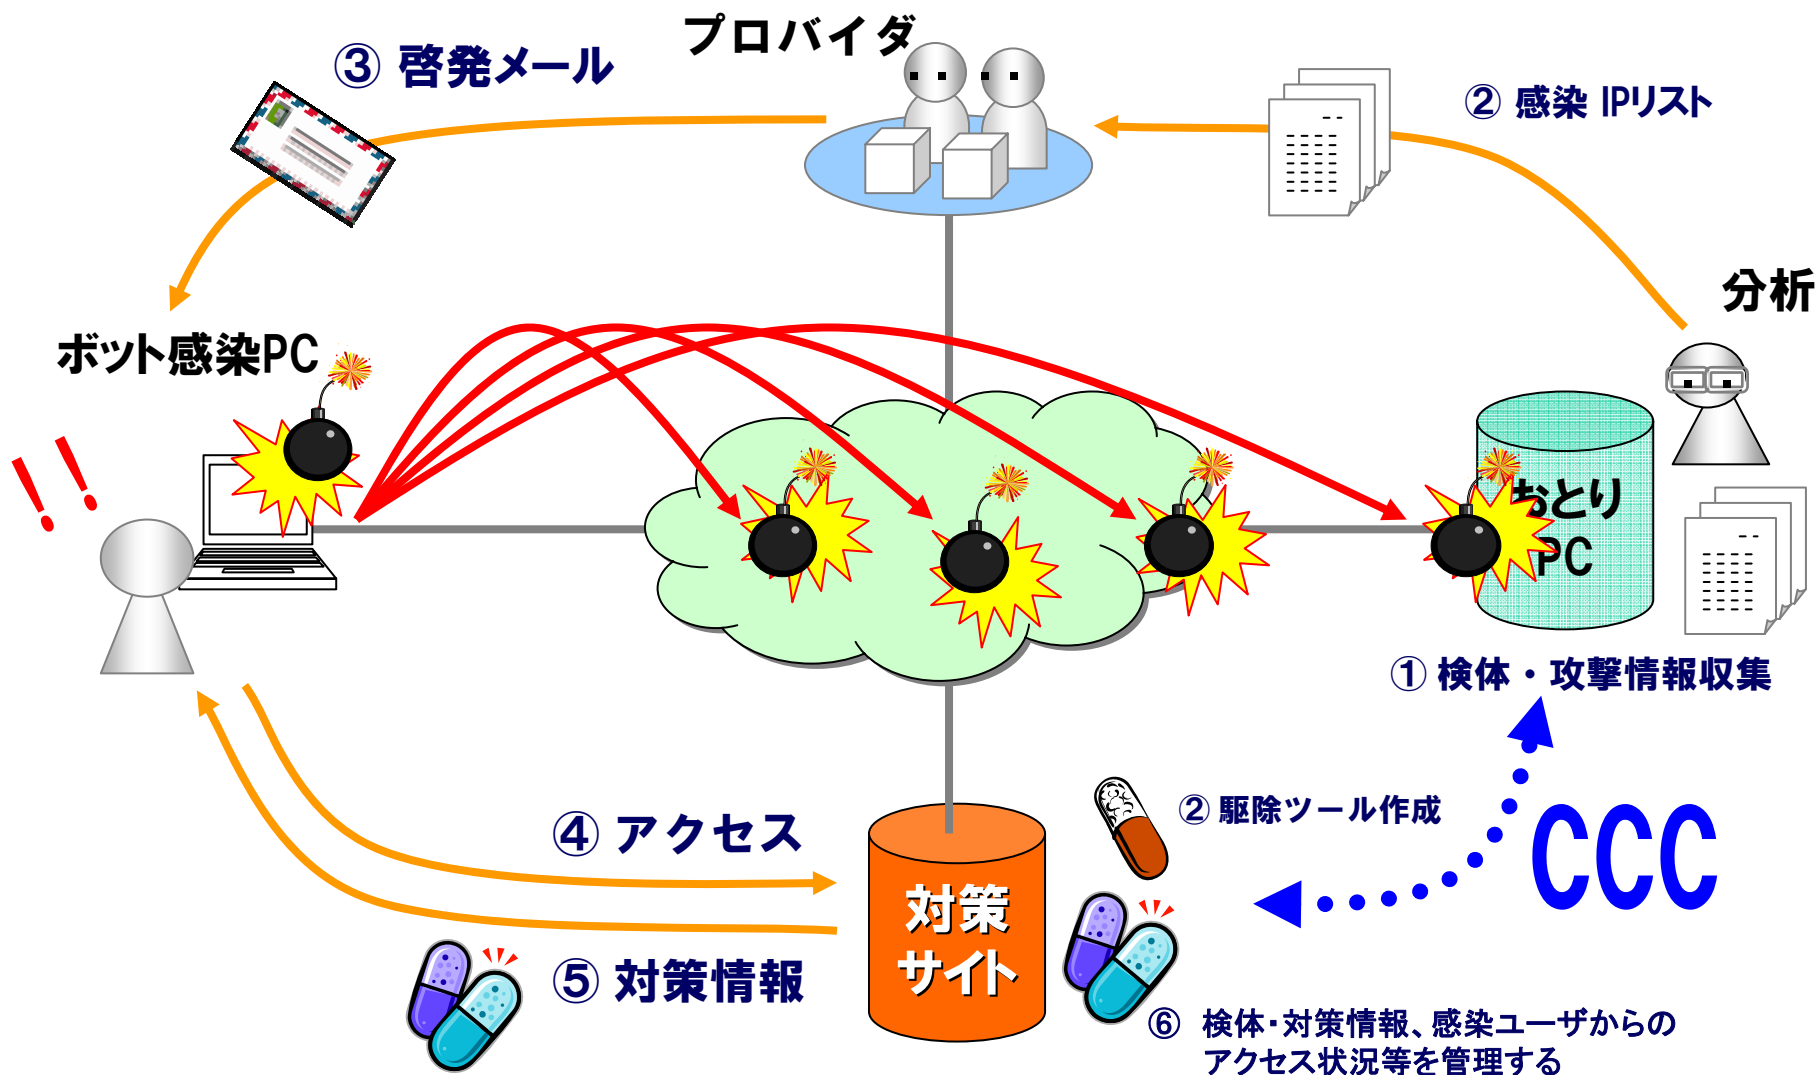 プロバイダ
③ 啓発メール
② 感染 IPリスト
分析
ボット感染PC
!!
おとり
PC
① 検体・攻撃情報収集
② 駆除ツール作成
CCC
④ アクセス
対策
サイト
⑤ 対策情報
⑥ 検体・対策情報、感染ユーザからの
アクセス状況等を管理する